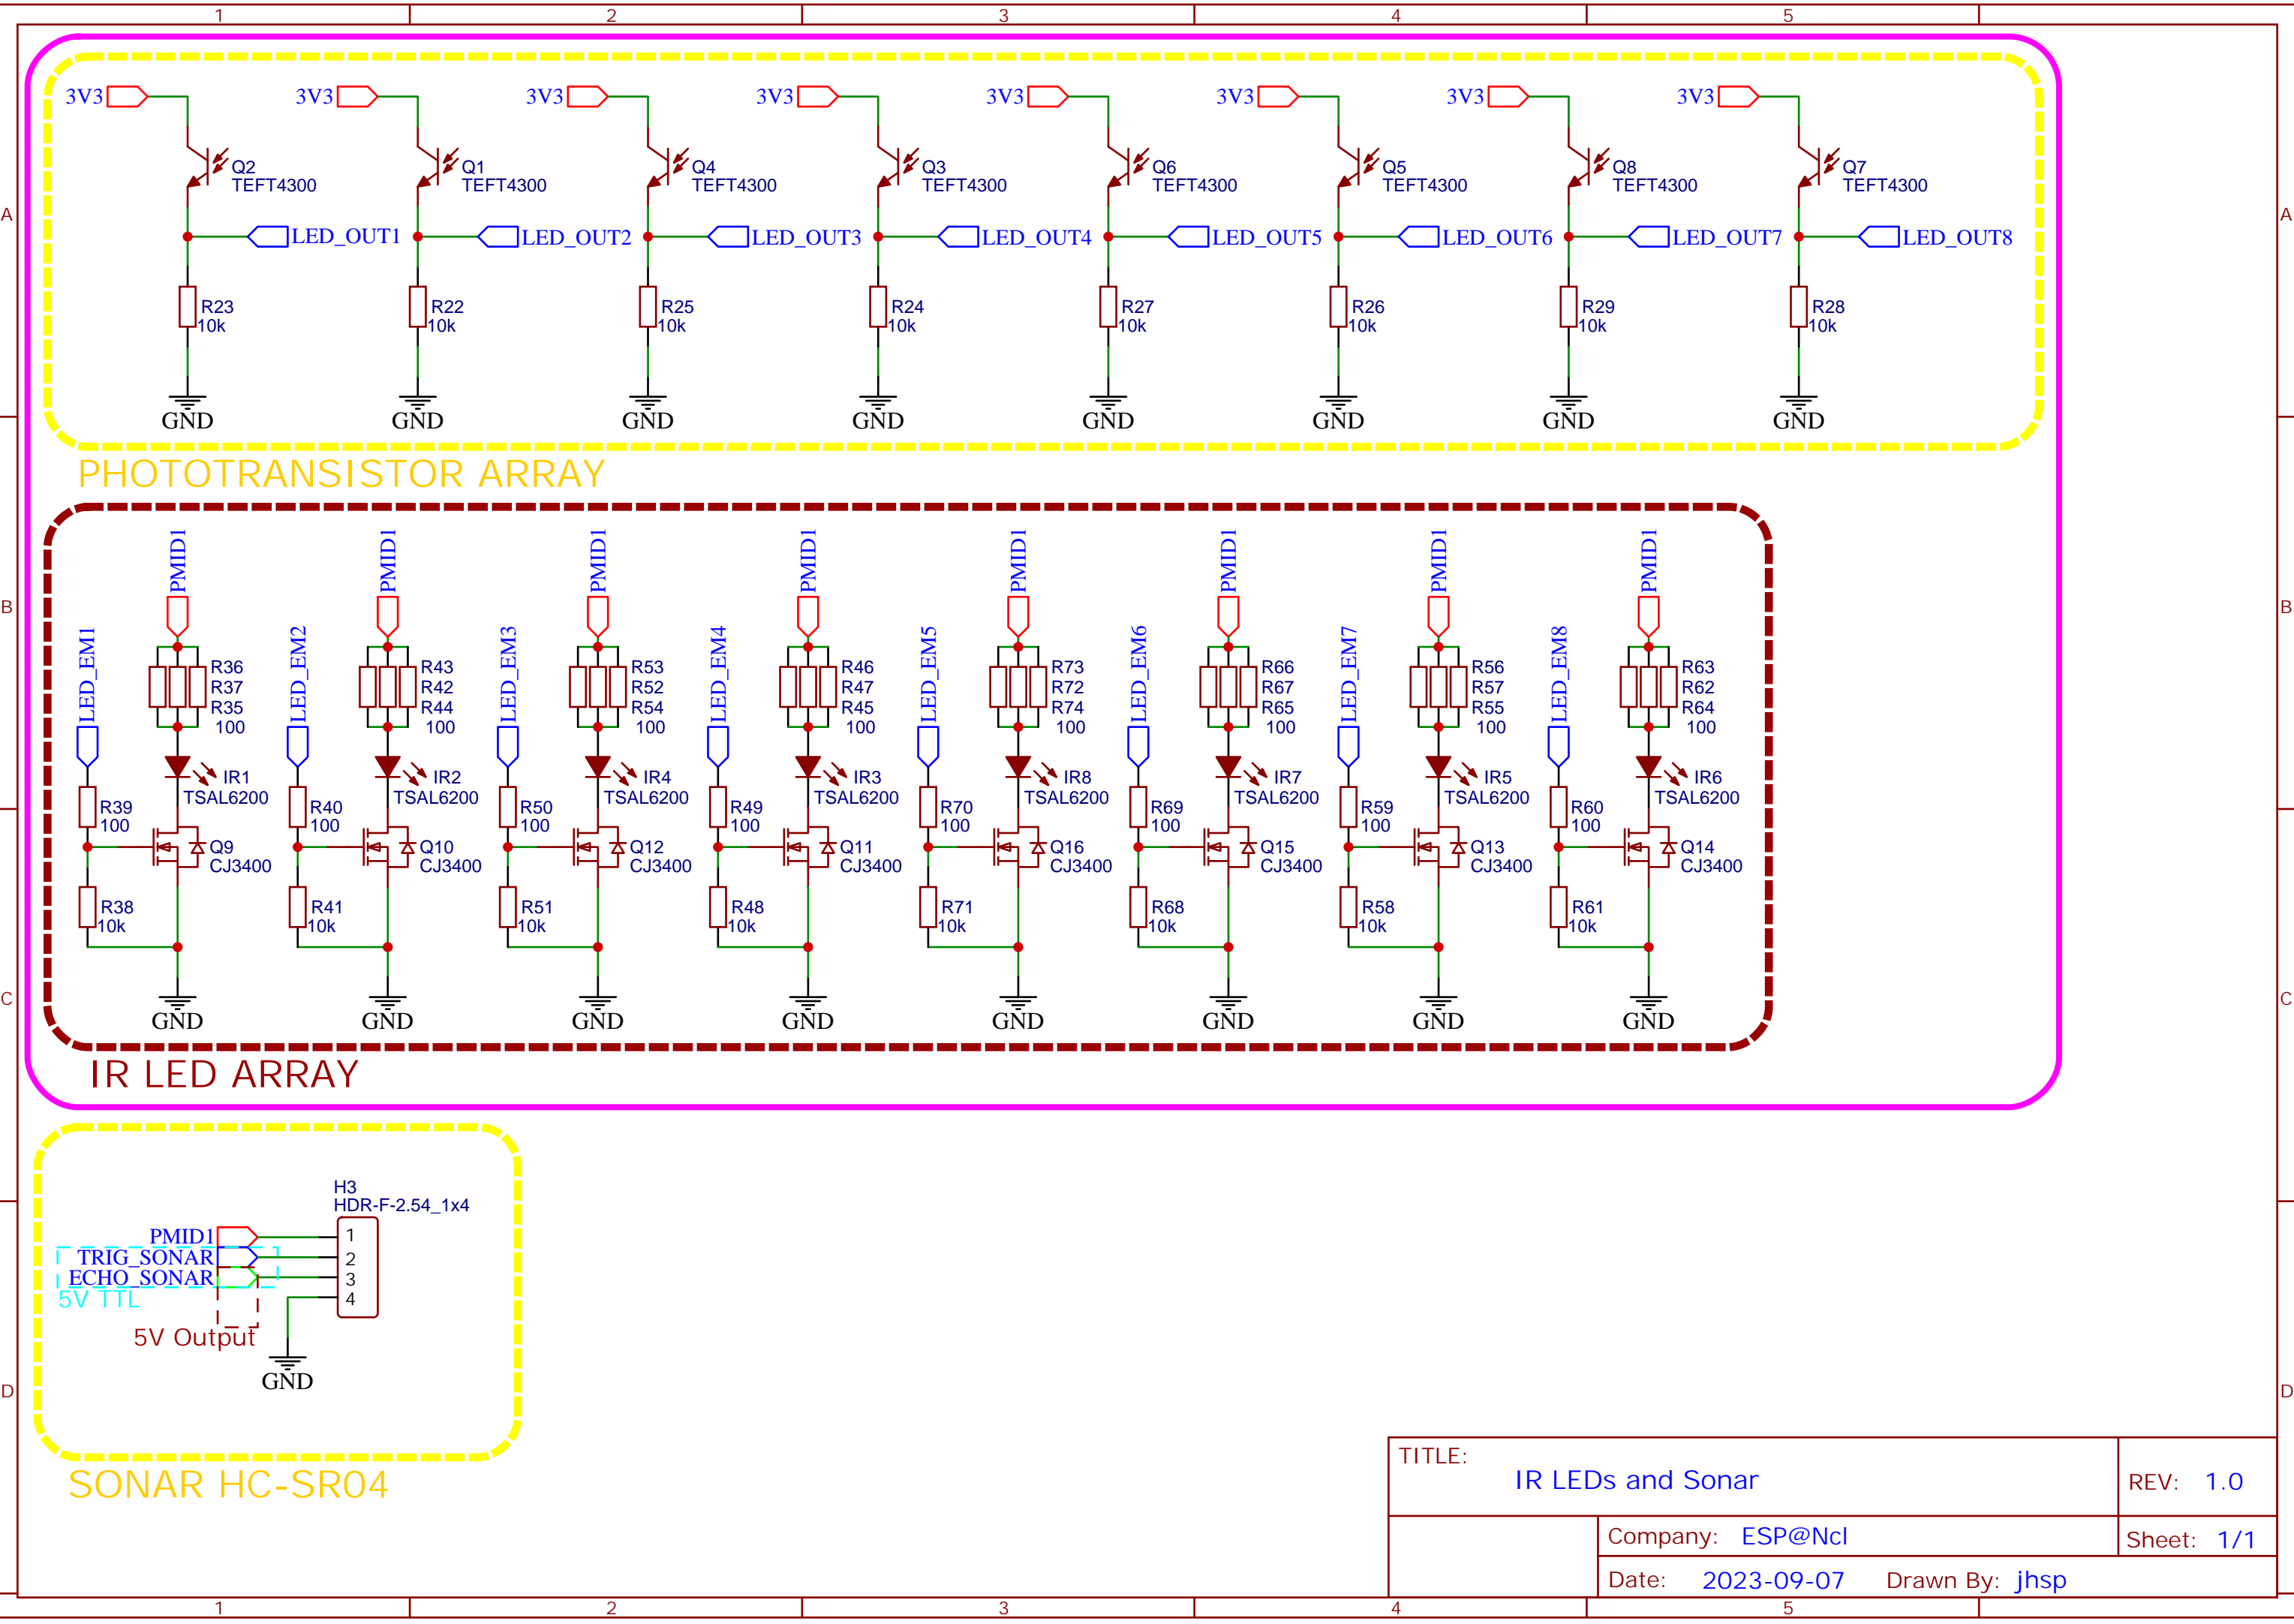 1 2 3 4 5
A A
B B
C C
D D
3V3 3V3 3V3 3V3 3V3 3V3 3V3 3V3
Q2 Q1 Q4 Q3 Q6 Q5 Q8 Q7
TEFT4300 TEFT4300 TEFT4300 TEFT4300 TEFT4300 TEFT4300 TEFT4300 TEFT4300
LED_OUT1 LED_OUT2 LED_OUT3 LED_OUT4 LED_OUT5 LED_OUT6 LED_OUT7 LED_OUT8
R23 R22 R25 R24 R27 R26 R29 R28
10k 10k 10k 10k 10k 10k 10k 10k
GND GND GND GND GND GND GND GND
PHOTOTRANSISTOR ARRAY
PMID1 PMID1 PMID1 PMID1 PMID1 PMID1 PMID1 PMID1
LED_EM1 LED_EM2 LED_EM3 LED_EM4 LED_EM5 LED_EM6 LED_EM7 LED_EM8
R36 R43 R53 R46 R73 R66 R56 R63
R37 R42 R52 R47 R72 R67 R57 R62
R35 R44 R54 R45 R74 R65 R55 R64
100 100 100 100 100 100 100 100
IR1 IR2 IR4 IR3 IR8 IR7 IR5 IR6
TSAL6200 TSAL6200 TSAL6200 TSAL6200 TSAL6200 TSAL6200 TSAL6200 TSAL6200
R39 R40 R50 R49 R70 R69 R59 R60
100 100 100 100 100 100 100 100
Q9 Q10 Q12 Q11 Q16 Q15 Q13 Q14
CJ3400 CJ3400 CJ3400 CJ3400 CJ3400 CJ3400 CJ3400 CJ3400
R38 R41 R51 R48 R71 R68 R58 R61
10k 10k 10k 10k 10k 10k 10k 10k
GND GND GND GND GND GND GND GND
IR LED ARRAY
H3
HDR-F-2.54_1x4
PMID1 1
TRIG_SONAR 2
ECHO_SONAR 3
5V TTL 4
5V Output
GND
SONAR HC-SR04
TITLE:
IR LEDs and Sonar
REV: 1.0
Company: ESP@Ncl
Sheet: 1/1
Date: 2023-09-07 Drawn By: jhsp
1 2 3 4 5